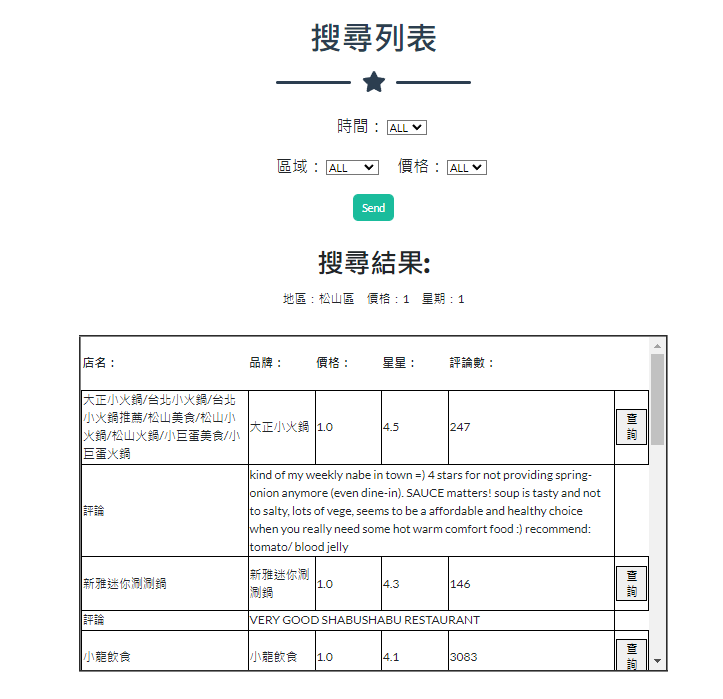 搜尋列表
時間： ALL
區域： ALL 價格： ALL
Send
搜尋結果:
地區：松山區 價格：1 星期：1
店名： 品牌： 價格： 星星： 評論數：
大正小火鍋/台北小火鍋/台北
小火鍋推薦/松山美食/松山小
火鍋/松山火鍋/小巨蛋美食/小
巨蛋火鍋
大正小火鍋 1.0 4.5 247
查
詢
評論
kind of my weekly nabe in town =) 4 stars for not providing spring-
onion anymore (even dine-in). SAUCE matters! soup is tasty and not
to salty, lots of vege, seems to be a affordable and healthy choice
when you really need some hot warm comfort food :) recommend:
tomato/ blood jelly
新雅迷你涮涮鍋
新雅迷你涮
涮鍋
1.0 4.3 146
查
詢
評論 VERY GOOD SHABUSHABU RESTAURANT
小龍飲食 小龍飲食 1.0 4.1 3083
查
詢